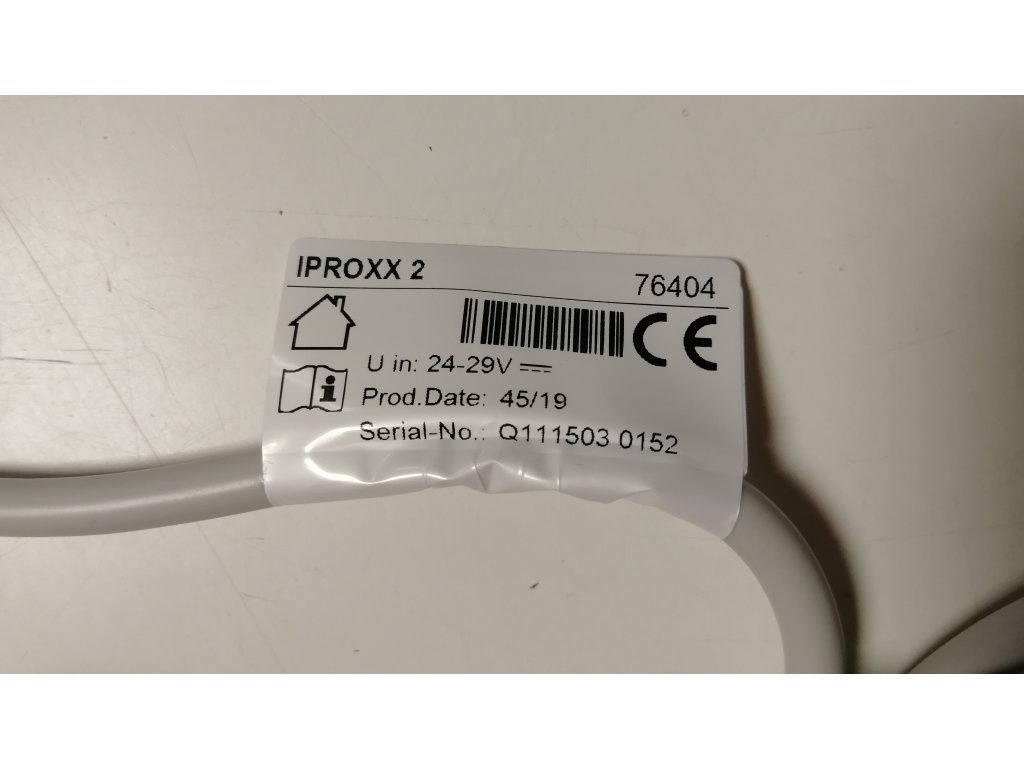 IPROXX 2
76404
CE
U in: 24-29V
Prod.Date: 45/19
Serial-No.: Q111503 0152